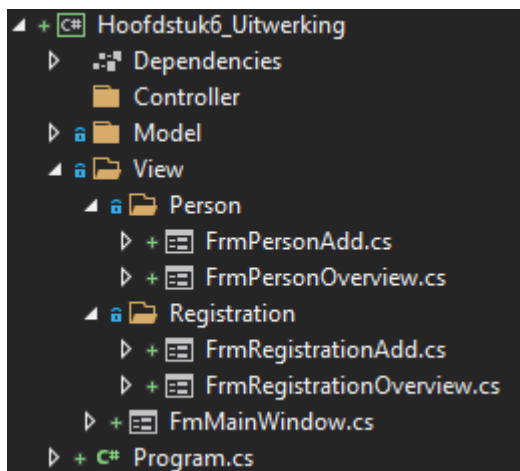 Hoofdstuk6_Uitwerking
Dependencies
Controller
Model
View
Person
FrmPersonAdd.cs
FrmPersonOverview.cs
Registration
FrmRegistrationAdd.cs
FrmRegistrationOverview.cs
FmMainWindow.cs
C# Program.cs